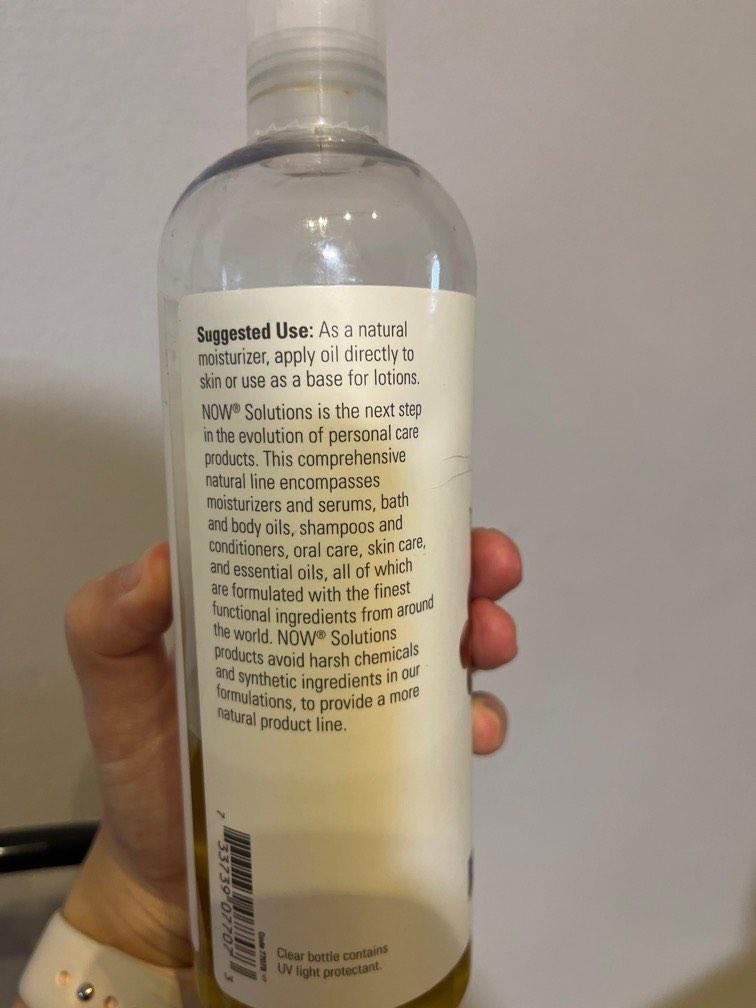 Suggested Use: As a natural
moisturizer, apply oil directly to
skin or use as a base for lotions.
NOW® Solutions is the next step
in the evolution of personal care
products. This comprehensive
natural line encompasses
moisturizers and serums, bath
and body oils, shampoos and
conditioners, oral care, skin care,
and essential oils, all of which
are formulated with the finest
functional ingredients from around
the world. NOW® Solutions
products avoid harsh chemicals
and synthetic ingredients in our
formulations, to provide a more
natural product line.
7 33739 07707 3
Clear bottle contains
UV light protectant.